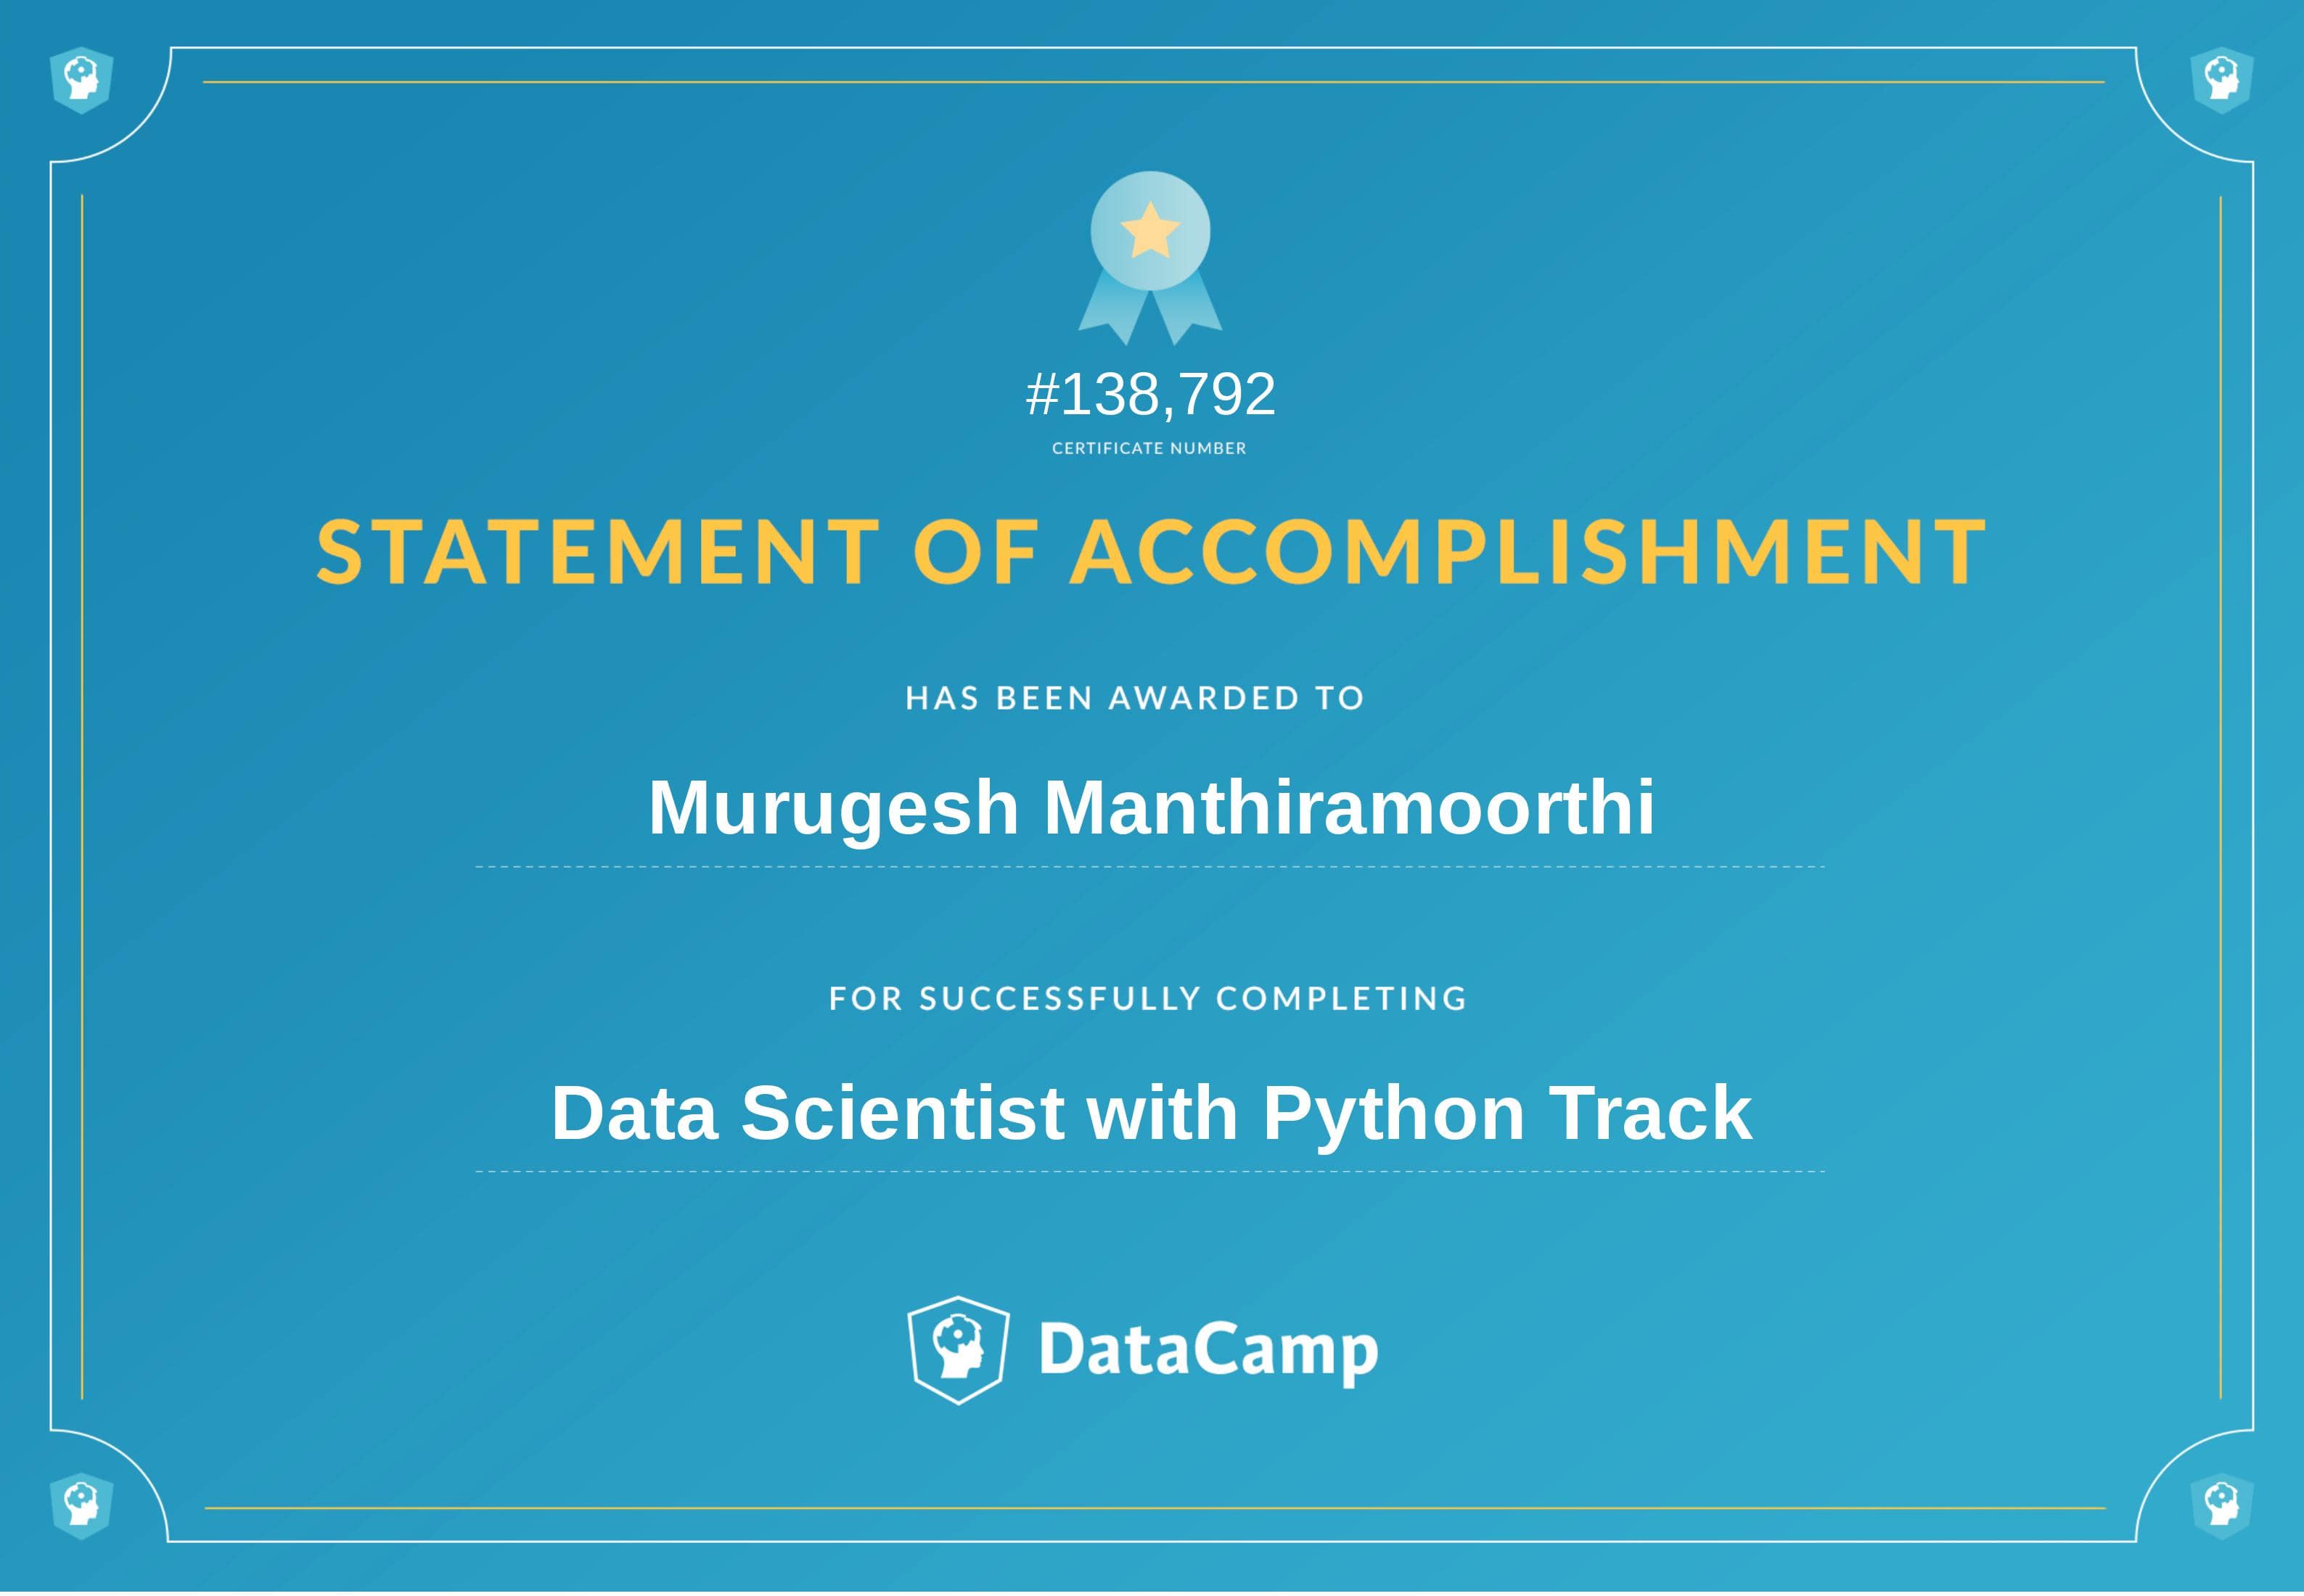 #138,792
CERTIFICATE NUMBER
STATEMENT OF ACCOMPLISHMENT
HAS BEEN AWARDED TO
Murugesh Manthiramoorthi
FOR SUCCESSFULLY COMPLETING
Data Scientist with Python Track
DataCamp